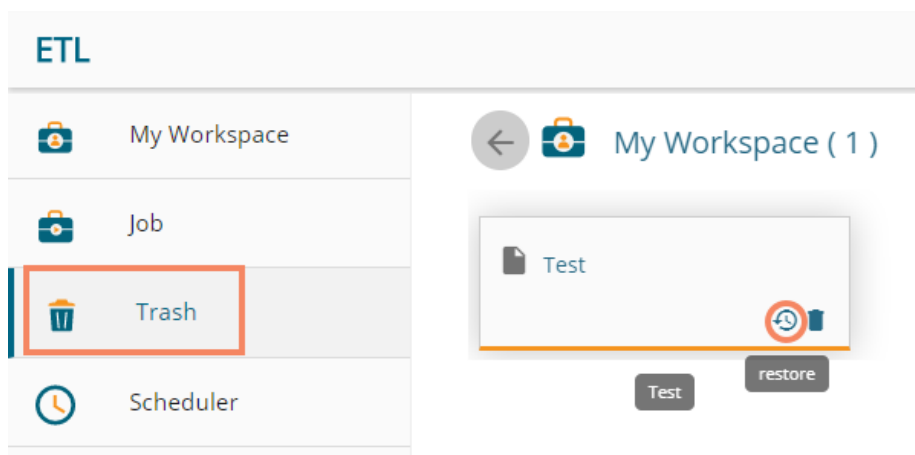 ETL
My Workspace
Job
Trash
Scheduler
My Workspace ( 1 )
Test
restore
Test